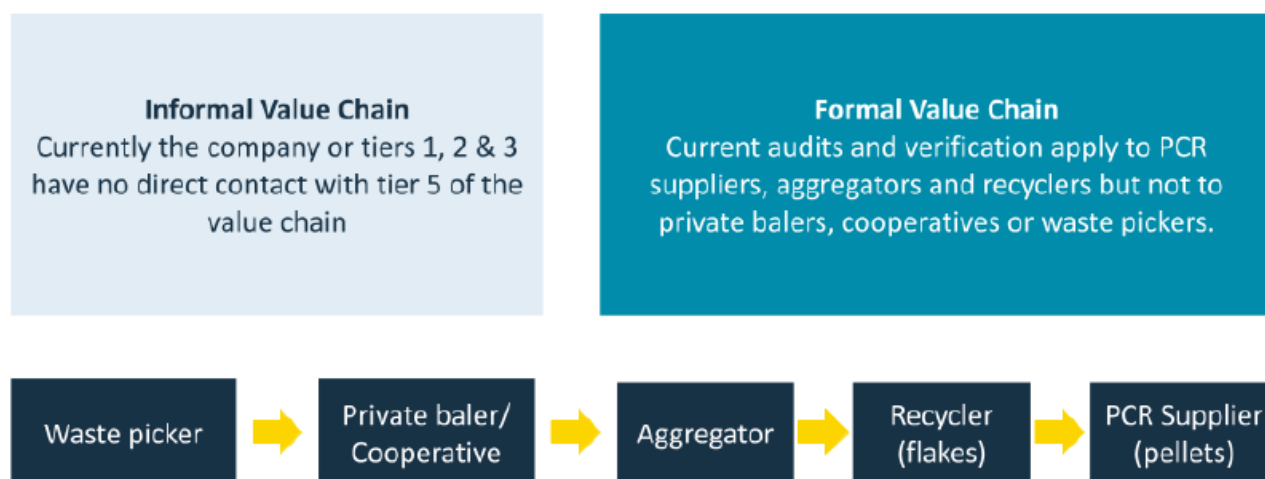 Informal Value Chain
Currently the company or tiers 1, 2 & 3
have no direct contact with tier 5 of the
value chain
Formal Value Chain
Current audits and verification apply to PCR
suppliers, aggregators and recyclers but not to
private balers, cooperatives or waste pickers.
Waste picker
Private baler/
Cooperative
Aggregator
Recycler
(flakes)
PCR Supplier
(pellets)